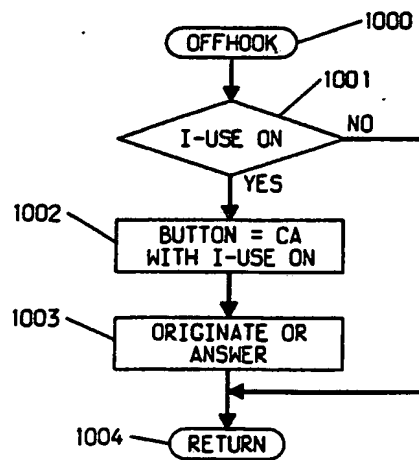 OFFHOOK
1000
1001
I-USE ON
NO
YES
1002
BUTTON = CA
WITH I-USE ON
1003
ORIGINATE OR
ANSWER
1004
RETURN